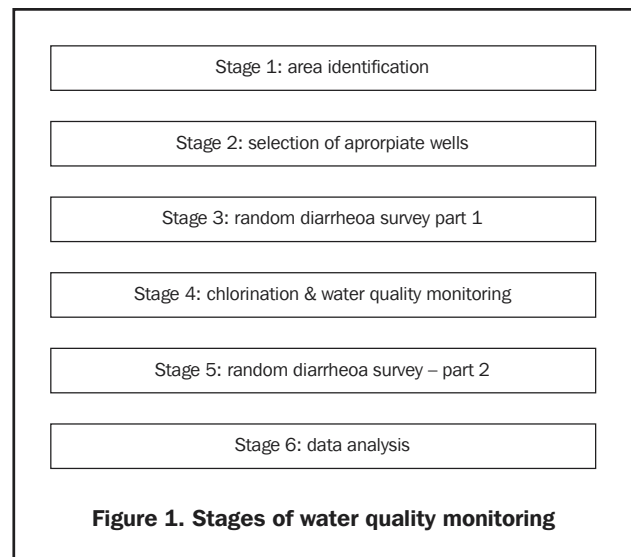 Stage 1: area identification
Stage 2: selection of aprorpiate wells
Stage 3: random diarrheoa survey part 1
Stage 4: chlorination & water quality monitoring
Stage 5: random diarrheoa survey – part 2
Stage 6: data analysis
Figure 1. Stages of water quality monitoring